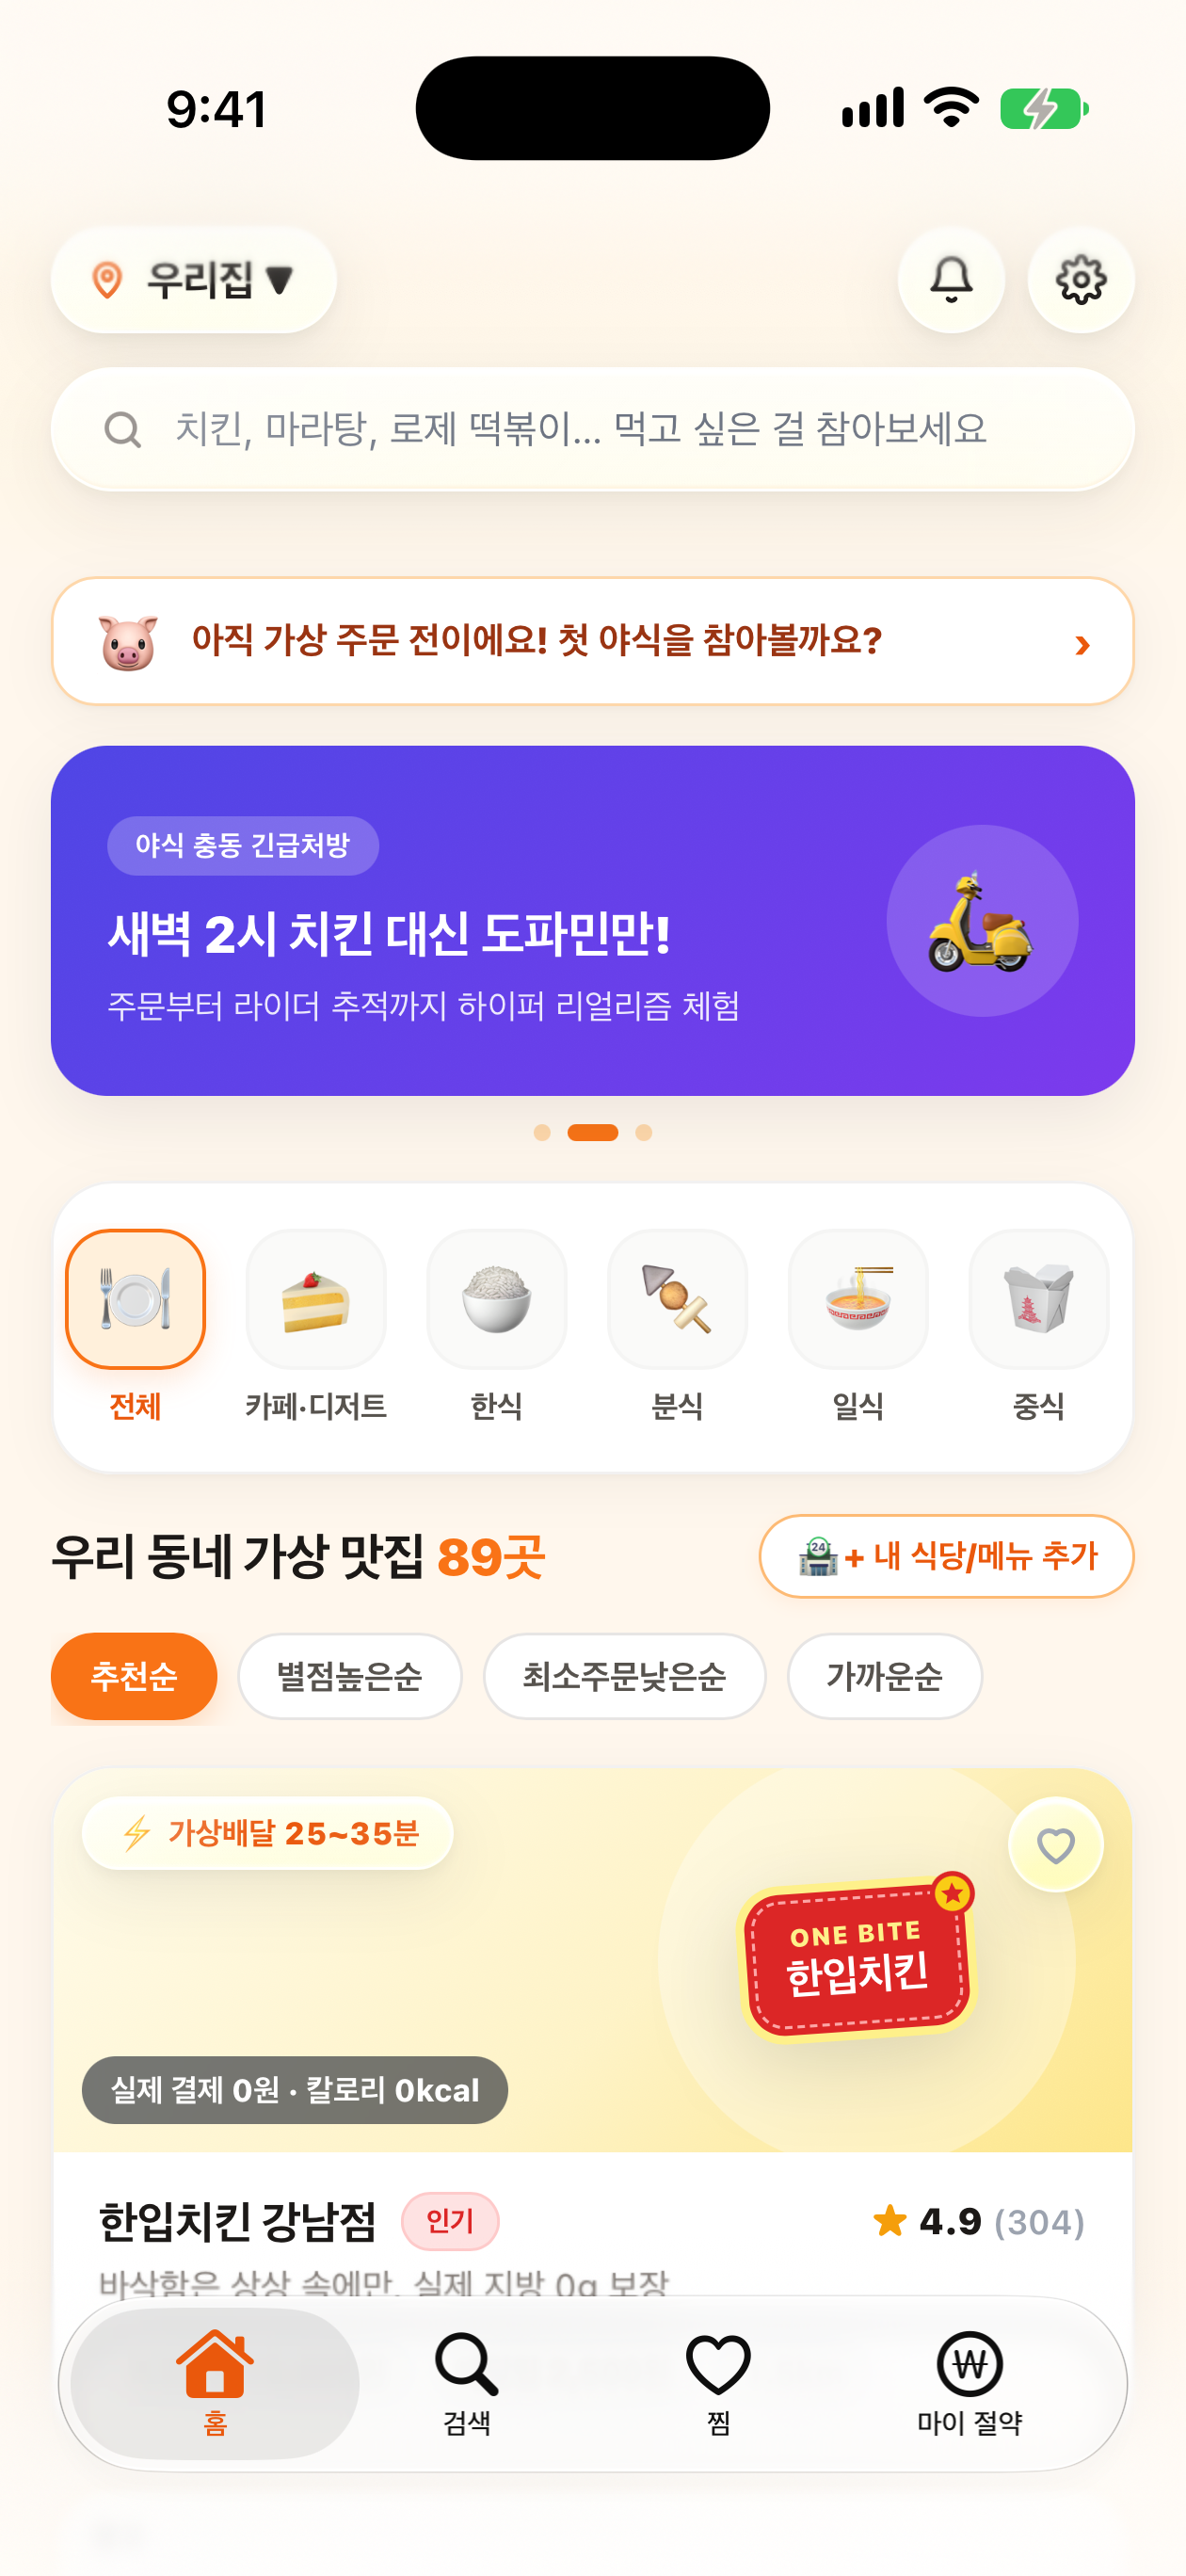 9:41
우리집 ▼
치킨, 마라탕, 로제 떡볶이... 먹고 싶은 걸 참아보세요
아직 가상 주문 전이에요! 첫 야식을 참아볼까요?
야식 충동 긴급처방
새벽 2시 치킨 대신 도파민만!
주문부터 라이더 추적까지 하이퍼 리얼리즘 체험
전체
카페·디저트
한식
분식
일식
중식
우리 동네 가상 맛집 89곳
24
+ 내 식당/메뉴 추가
추천순
별점높은순
최소주문낮은순
가까운순
가상배달 25~35분
ONE BITE
한입치킨
실제 결제 0원 · 칼로리 0kcal
한입치킨 강남점
인기
4.9 (304)
바삭함은 상상 속에만, 실제 지방 0g 보장
홈
검색
찜
마이 절약